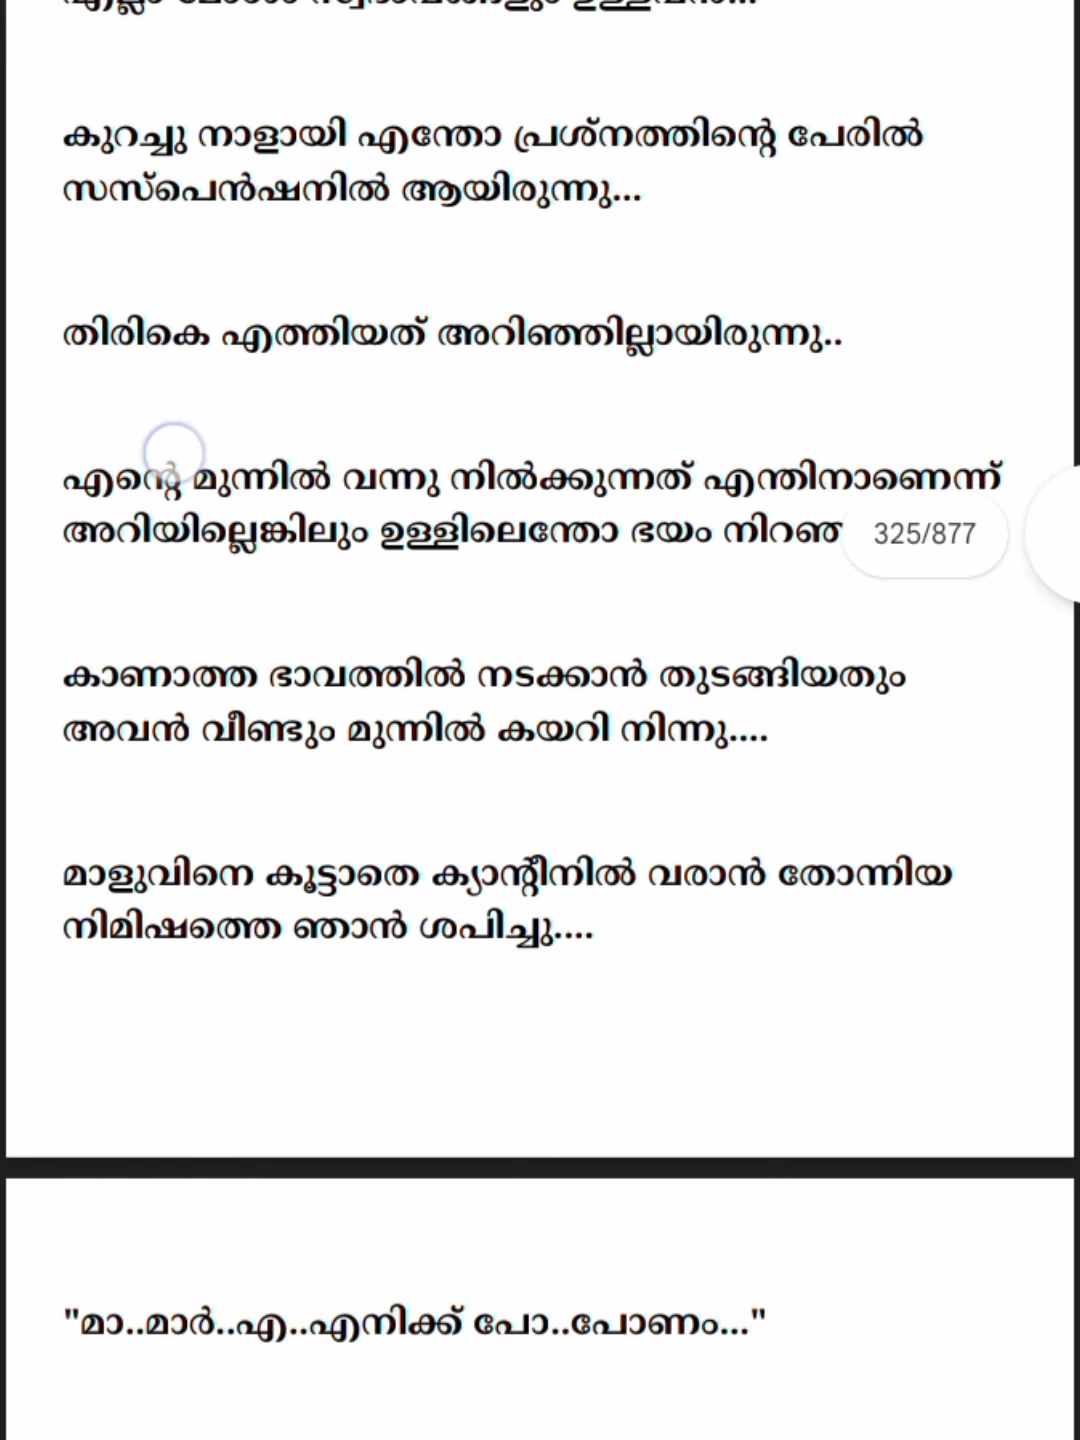 കുറച്ചു നാളായി എന്തോ പ്രശ്നത്തിന്റെ പേരിൽ
സസ്പെൻഷനിൽ ആയിരുന്നു...
തിരികെ എത്തിയത് അറിഞ്ഞില്ലായിരുന്നു..
എന്റെ മുന്നിൽ വന്നു നിൽക്കുന്നത് എന്തിനാണെന്ന്
അറിയില്ലെങ്കിലും ഉള്ളിലെന്തോ ഭയം
325/877
കാണാത്ത ഭാവത്തിൽ നടക്കാൻ തുടങ്ങിയതും
അവൻ വീണ്ടും മുന്നിൽ കയറി നിന്നു....
മാളുവിനെ കൂട്ടാതെ ക്യാന്റീനിൽ വരാൻ തോന്നിയ
നിമിഷത്തെ ഞാൻ ശപിച്ചു....
"മാ..മാർ..എ..എനിക്ക് പോ..പോണം..."